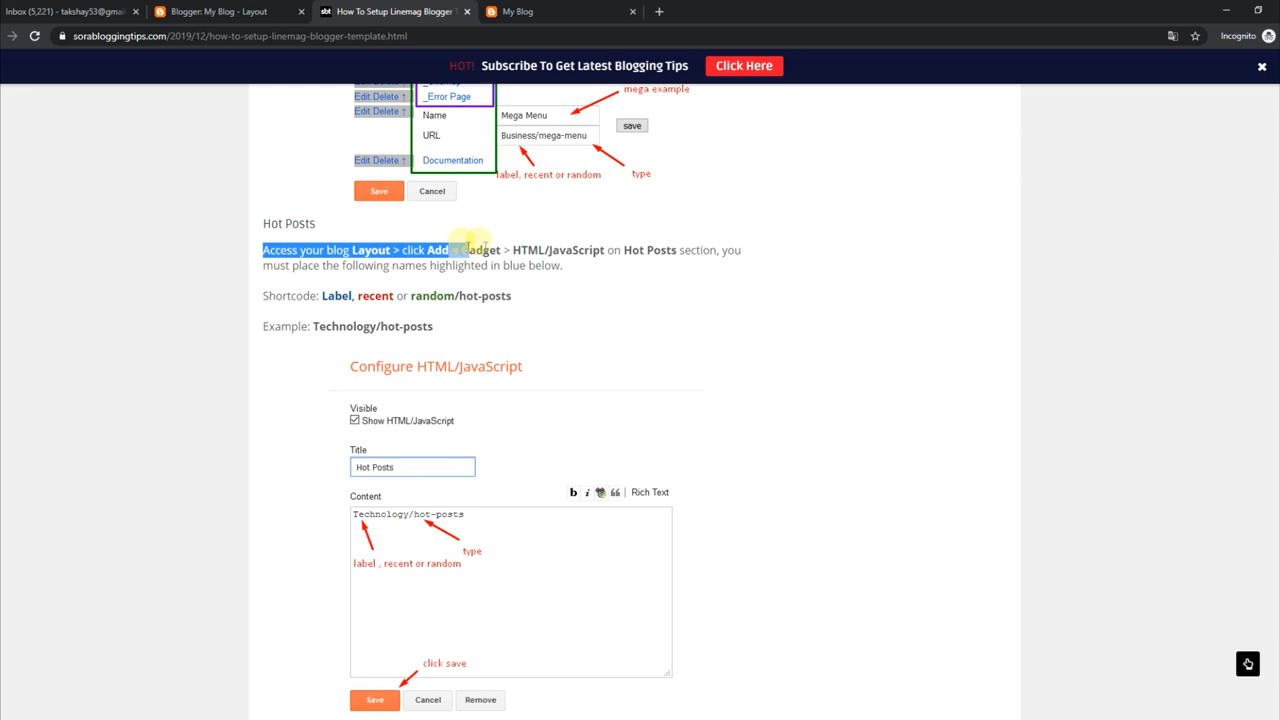 Inbox (5,221) - takshay53@gmail
Blogger: My Blog - Layout
How To Setup Linemag Blogger T
My Blog
sorabloggingtips.com/2019/12/how-to-setup-linemag-blogger-template.html
Incognito
HOT! Subscribe To Get Latest Blogging Tips Click Here
Edit Delete ↑ _Error Page
mega example
Edit Delete ↑ Name Mega Menu
URL Business/mega-menu save
Edit Delete ↑ Documentation
label, recent or random type
Save Cancel
Hot Posts
Access your blog Layout > click Add a Gadget > HTML/JavaScript on Hot Posts section, you
must place the following names highlighted in blue below.
Shortcode: Label, recent or random/hot-posts
Example: Technology/hot-posts
Configure HTML/JavaScript
Visible
Show HTML/JavaScript
Title
Hot Posts
Content b i Rich Text
Technology/hot-posts
type
label , recent or random
click save
Save Cancel Remove